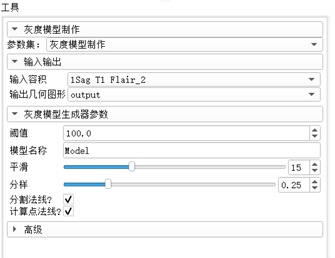 工具
灰度模型制作
参数集: 灰度模型制作
输入输出
输入容积 1Sag T1 Flair_2
输出几何图形 output
灰度模型生成器参数
阈值 100.0
模型名称 Model
平滑 15
分样 0.25
分割法线?
计算点法线?
高级